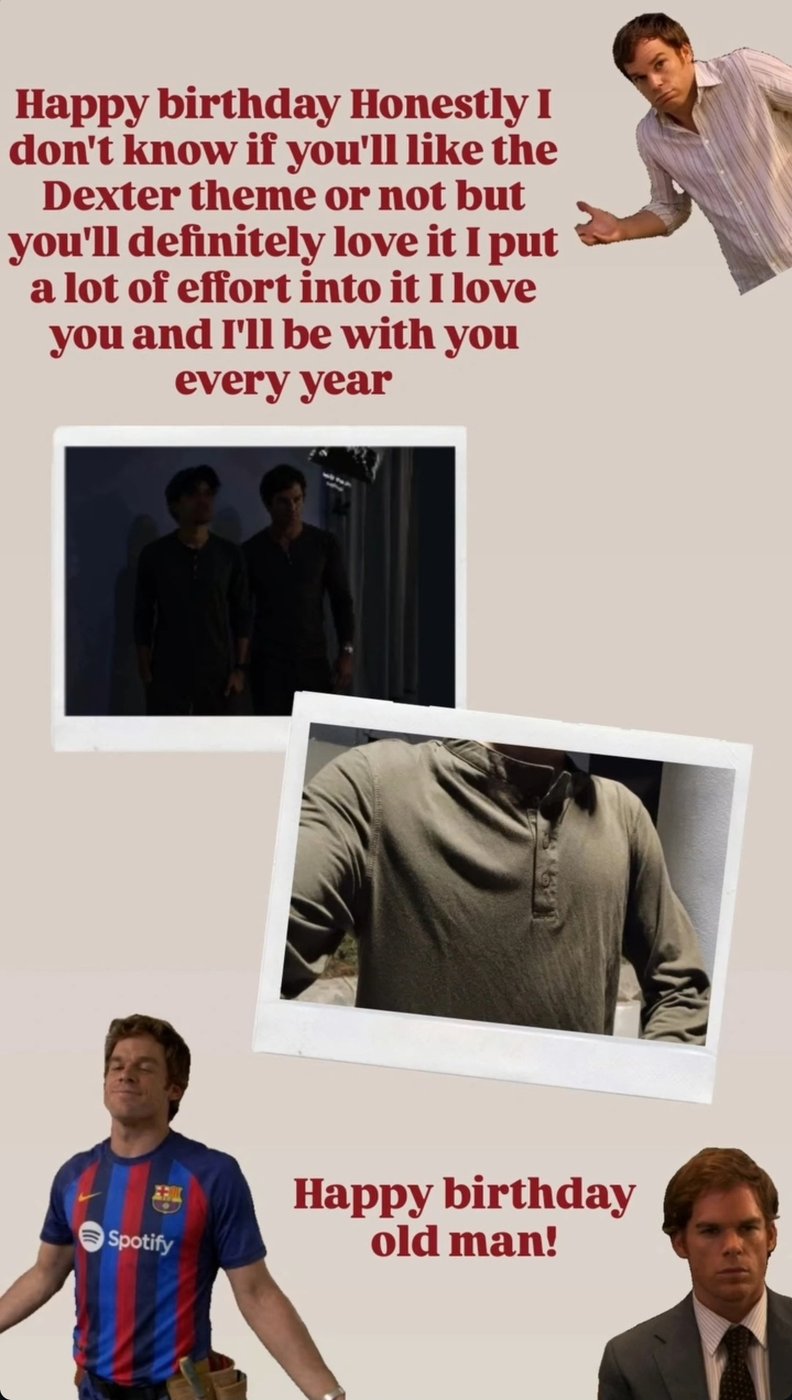 Happy birthday Honestly I
don't know if you'll like the
Dexter theme or not but
you'll definitely love it I put
a lot of effort into it I love
you and I'll be with you
every year
Spotify
Happy birthday
old man!